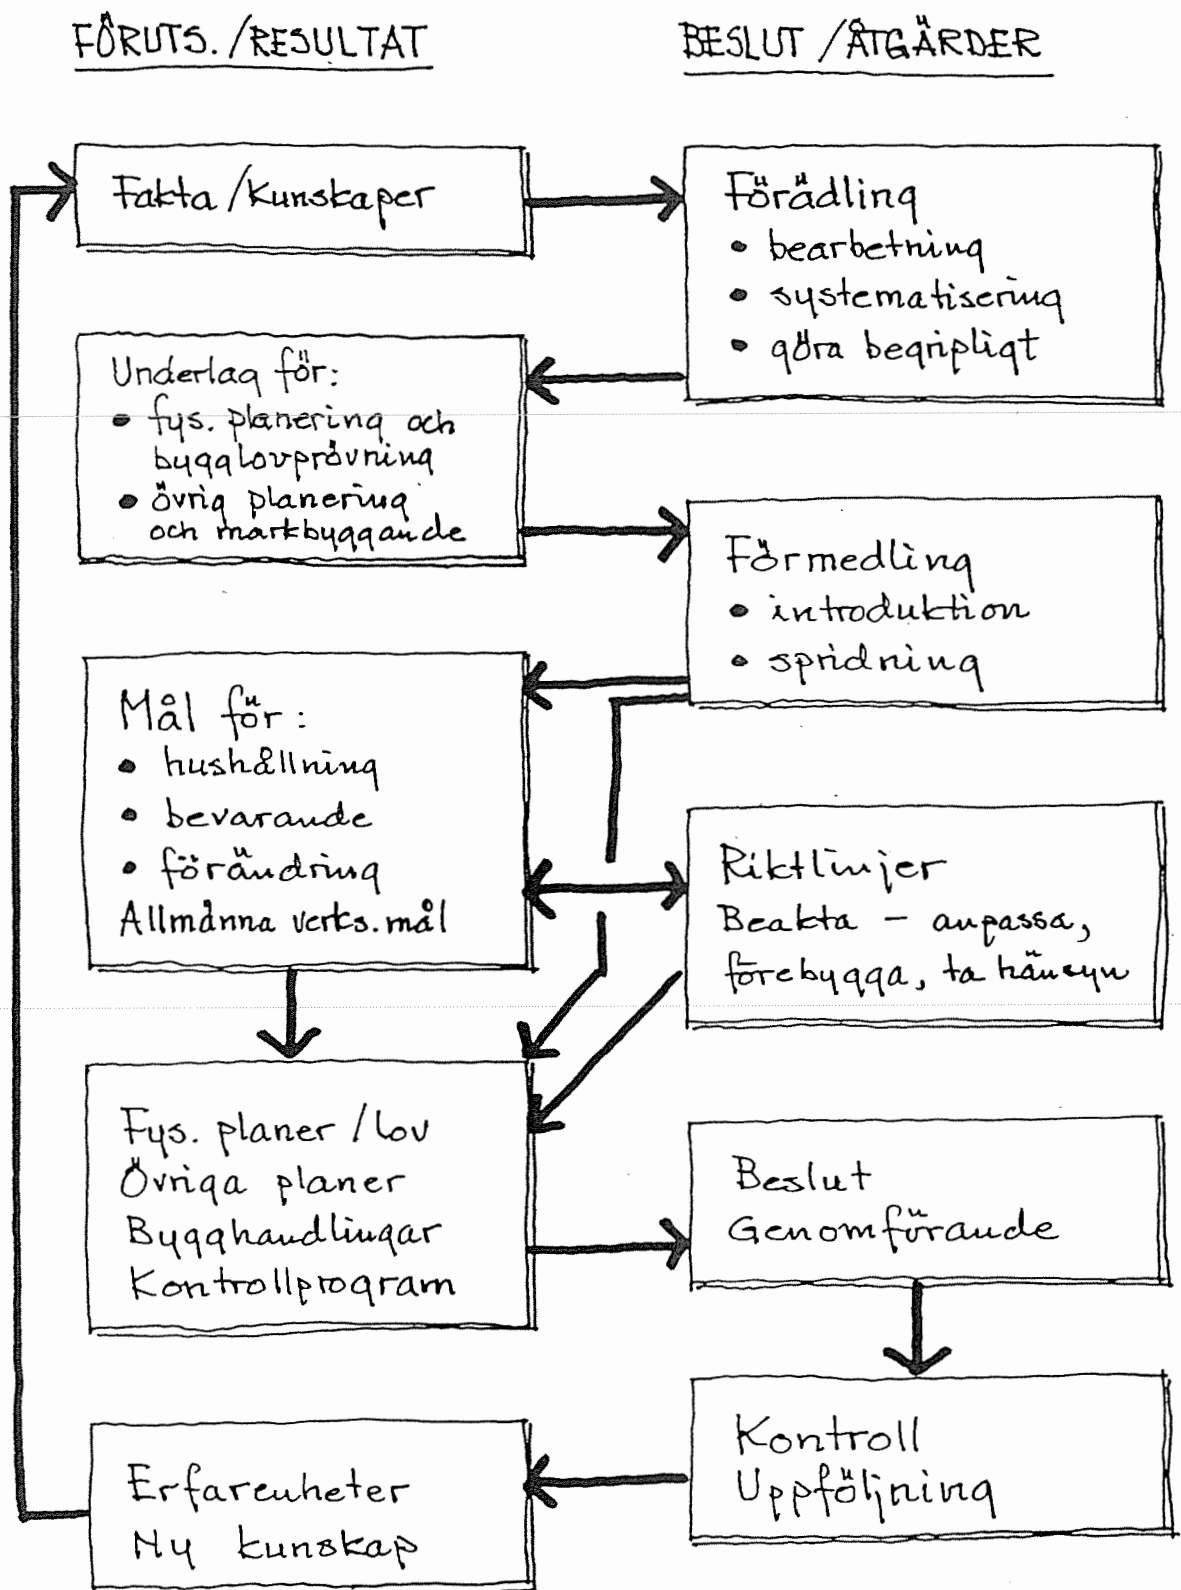 FÖRUTS. /RESULTAT
BESLUT /ÅTGÄRDER
Fakta /kunskaper
Förädling
• bearbetning
• systematisering
• göra begripligt
Underlag för:
• fys. planering och
bygglovprövning
• övrig planering
och markbyggande
Förmedling
• introduktion
• spridning
Mål för:
• hushållning
• bevarande
• förändring
Allmänna verks.mål
Riktlinjer
Beakta – anpassa,
förebygga, ta hänsyn
Fys. planer /lov
Övriga planer
Bygghandlingar
Kontrollprogram
Beslut
Genomförande
Kontroll
Uppföljning
Erfarenheter
Ny kunskap